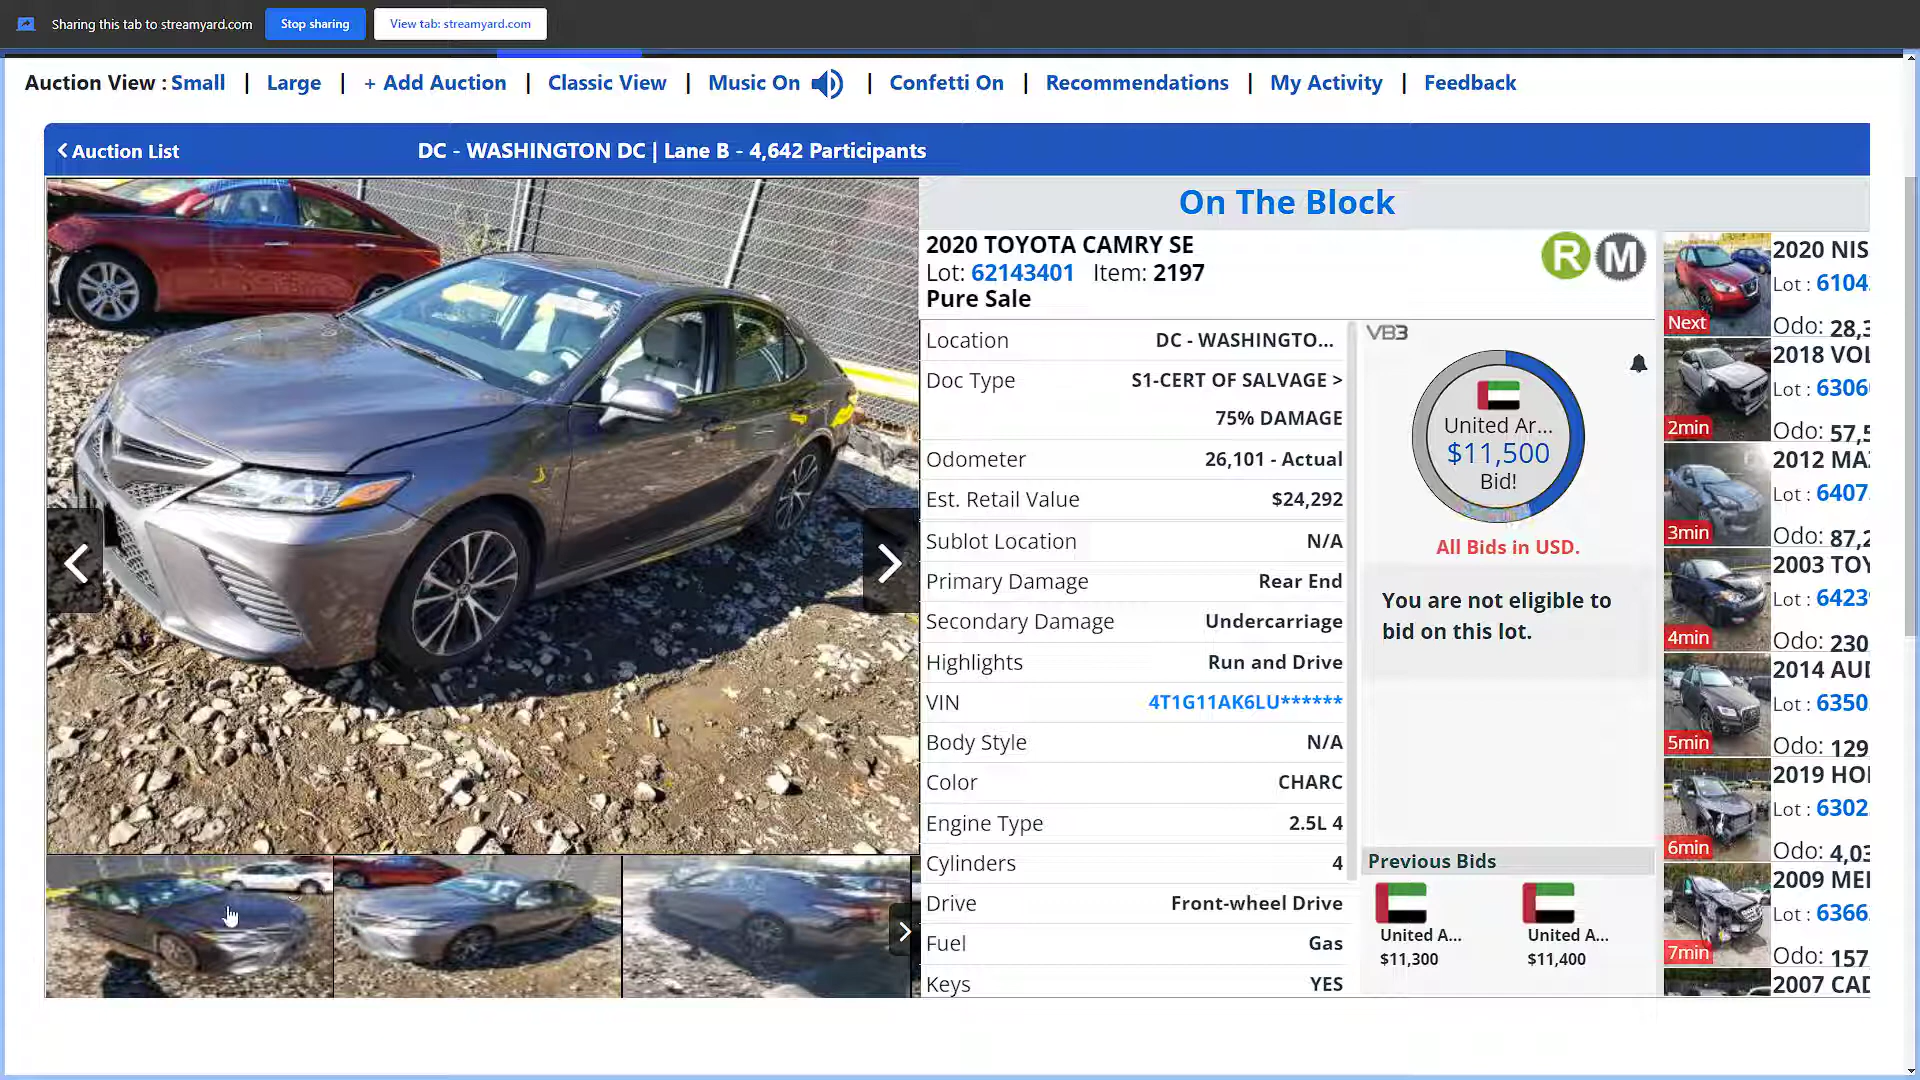 Sharing this tab to streamyard.com
Stop sharing
View tab: streamyard.com
Auction View : Small | Large | + Add Auction | Classic View | Music On | Confetti On | Recommendations | My Activity | Feedback
Auction List
DC - WASHINGTON DC | Lane B - 4,642 Participants
On The Block
2020 TOYOTA CAMRY SE
Lot: 62143401 Item: 2197
Pure Sale
R
M
Location DC - WASHINGTO...
Doc Type S1-CERT OF SALVAGE >
75% DAMAGE
Odometer 26,101 - Actual
Est. Retail Value $24,292
Sublot Location N/A
Primary Damage Rear End
Secondary Damage Undercarriage
Highlights Run and Drive
VIN 4T1G11AK6LU******
Body Style N/A
Color CHARC
Engine Type 2.5L 4
Cylinders 4
Drive Front-wheel Drive
Fuel Gas
Keys YES
VB3
United Ar...
$11,500
Bid!
All Bids in USD.
You are not eligible to
bid on this lot.
Previous Bids
United A...
$11,300
United A...
$11,400
2020 NIS
Lot : 6104
Next
Odo: 28,3
2018 VOL
Lot : 6306
2min
Odo: 57,5
2012 MA
Lot : 6407
3min
Odo: 87,2
2003 TOY
Lot : 6423
4min
Odo: 230
2014 AUD
Lot : 6350
5min
Odo: 129
2019 HO
Lot : 6302
6min
Odo: 4,03
2009 ME
Lot : 6366
7min
Odo: 157
2007 CAD